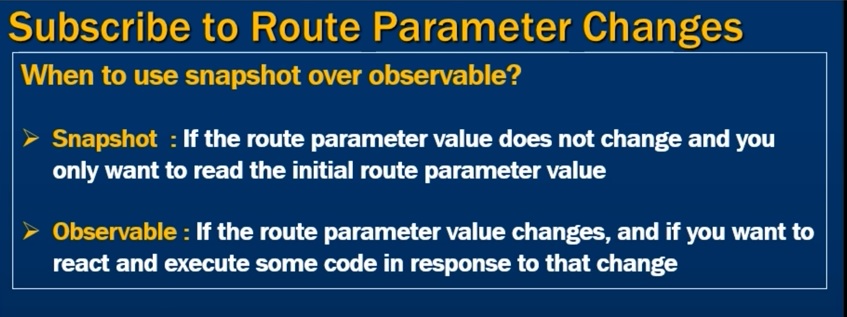 Subscribe to Route Parameter Changes
When to use snapshot over observable?
➢ Snapshot : If the route parameter value does not change and you
only want to read the initial route parameter value
➢ Observable : If the route parameter value changes, and if you want to
react and execute some code in response to that change